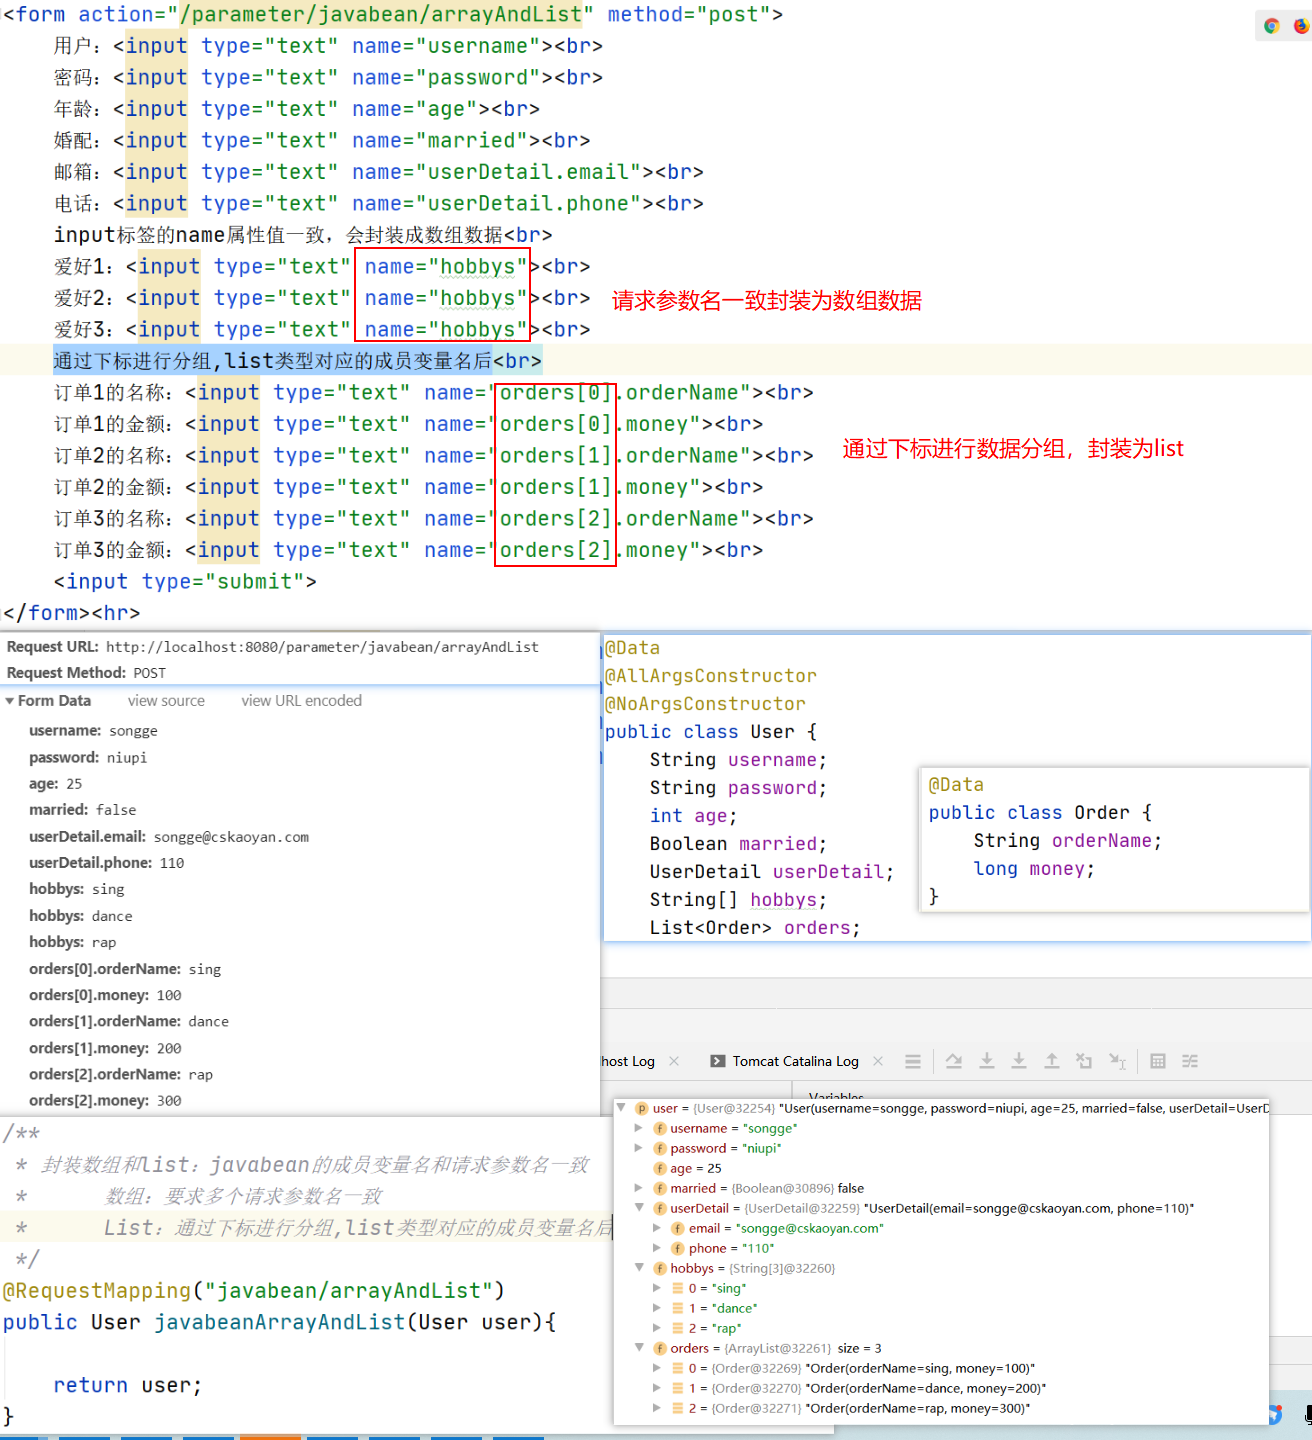 <form action="/parameter/javabean/arrayAndList" method="post">
用户：<input type="text" name="username"><br>
密码：<input type="text" name="password"><br>
年龄：<input type="text" name="age"><br>
婚配：<input type="text" name="married"><br>
邮箱：<input type="text" name="userDetail.email"><br>
电话：<input type="text" name="userDetail.phone"><br>
input标签的name属性值一致，会封装成数组数据<br>
爱好1：<input type="text" name="hobbys"><br>
爱好2：<input type="text" name="hobbys"><br>
请求参数名一致封装为数组数据
爱好3：<input type="text" name="hobbys"><br>
通过下标进行分组,list类型对应的成员变量名后<br>
订单1的名称：<input type="text" name="orders[0].orderName"><br>
订单1的金额：<input type="text" name="orders[0].money"><br>
订单2的名称：<input type="text" name="orders[1].orderName"><br>
通过下标进行数据分组，封装为list
订单2的金额：<input type="text" name="orders[1].money"><br>
订单3的名称：<input type="text" name="orders[2].orderName"><br>
订单3的金额：<input type="text" name="orders[2].money"><br>
<input type="submit">
</form><hr>
Request URL: http://localhost:8080/parameter/javabean/arrayAndList
Request Method: POST
Form Data view source view URL encoded
username: songge
password: niupi
age: 25
married: false
userDetail.email: songge@cskaoyan.com
userDetail.phone: 110
hobbys: sing
hobbys: dance
hobbys: rap
orders[0].orderName: sing
orders[0].money: 100
orders[1].orderName: dance
orders[1].money: 200
orders[2].orderName: rap
orders[2].money: 300
@Data
@AllArgsConstructor
@NoArgsConstructor
public class User {
String username;
String password;
int age;
Boolean married;
UserDetail userDetail;
String[] hobbys;
List<Order> orders;
@Data
public class Order {
String orderName;
long money;
}
lhost Log
Tomcat Catalina Log
Variables
/**
* 封装数组和list：javabean的成员变量名和请求参数名一致
* 数组：要求多个请求参数名一致
* List：通过下标进行分组,list类型对应的成员变量名后
*/
@RequestMapping("javabean/arrayAndList")
public User javabeanArrayAndList(User user){
return user;
}
user = {User@32254} "User(username=songge, password=niupi, age=25, married=false, userDetail=UserD
username = "songge"
password = "niupi"
age = 25
married = {Boolean@30896} false
userDetail = {UserDetail@32259} "UserDetail(email=songge@cskaoyan.com, phone=110)"
email = "songge@cskaoyan.com"
phone = "110"
hobbys = {String[3]@32260}
0 = "sing"
1 = "dance"
2 = "rap"
orders = {ArrayList@32261} size = 3
0 = {Order@32269} "Order(orderName=sing, money=100)"
1 = {Order@32270} "Order(orderName=dance, money=200)"
2 = {Order@32271} "Order(orderName=rap, money=300)"